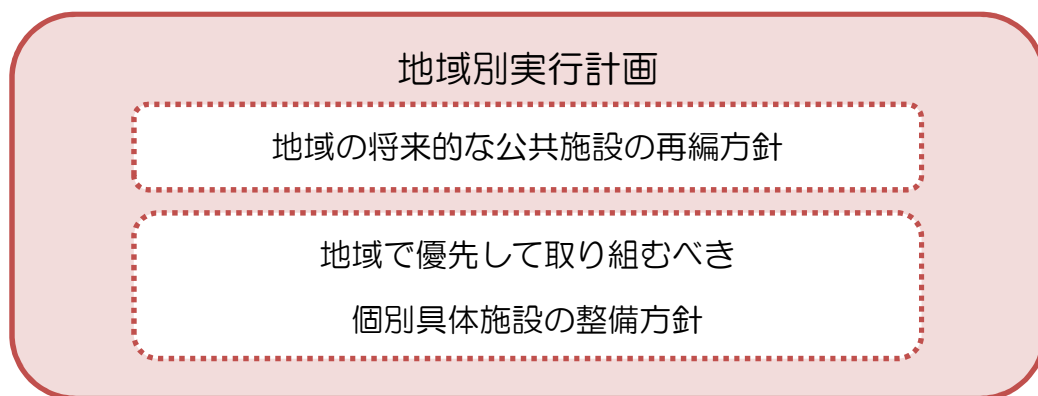 地域別実行計画
地域の将来的な公共施設の再編方針
地域で優先して取り組むべき
個別具体施設の整備方針